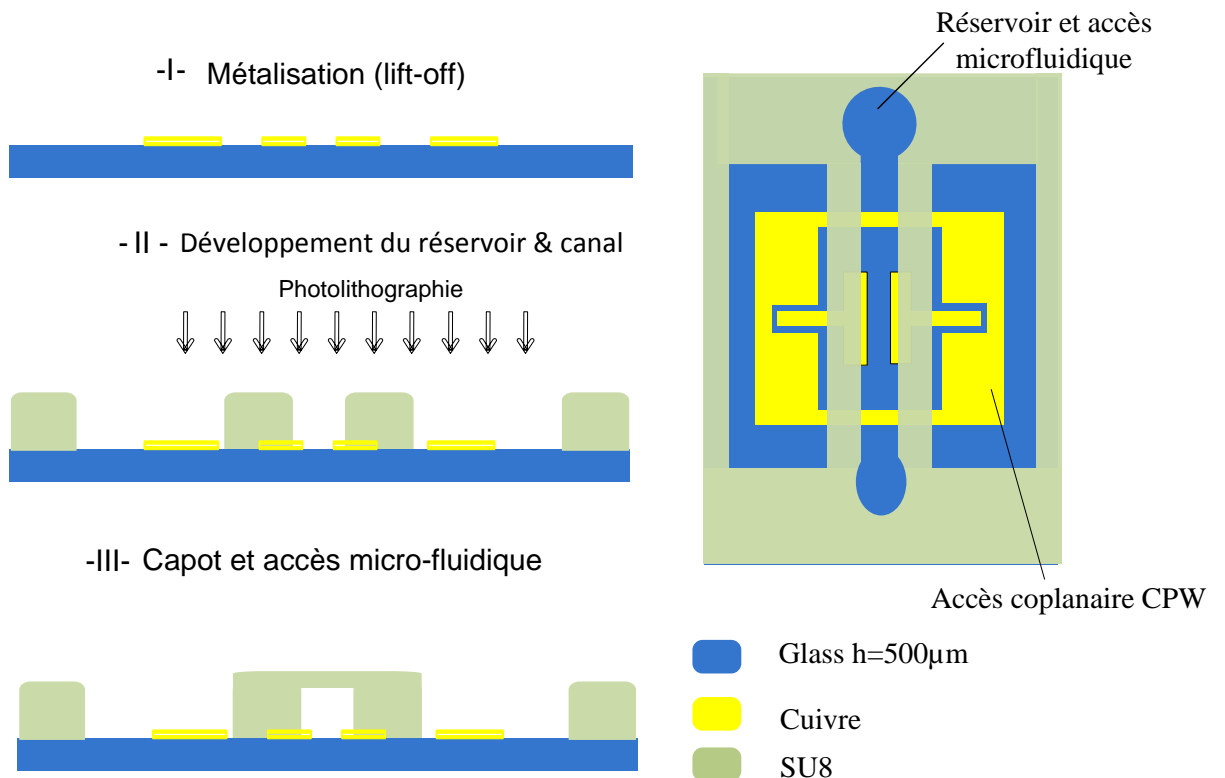 -I- Métalisation (lift-off)
- II - Développement du réservoir & canal
Photolithographie
-III- Capot et accès micro-fluidique
Réservoir et accès
microfluidique
Accès coplanaire CPW
Glass h=500µm
Cuivre
SU8